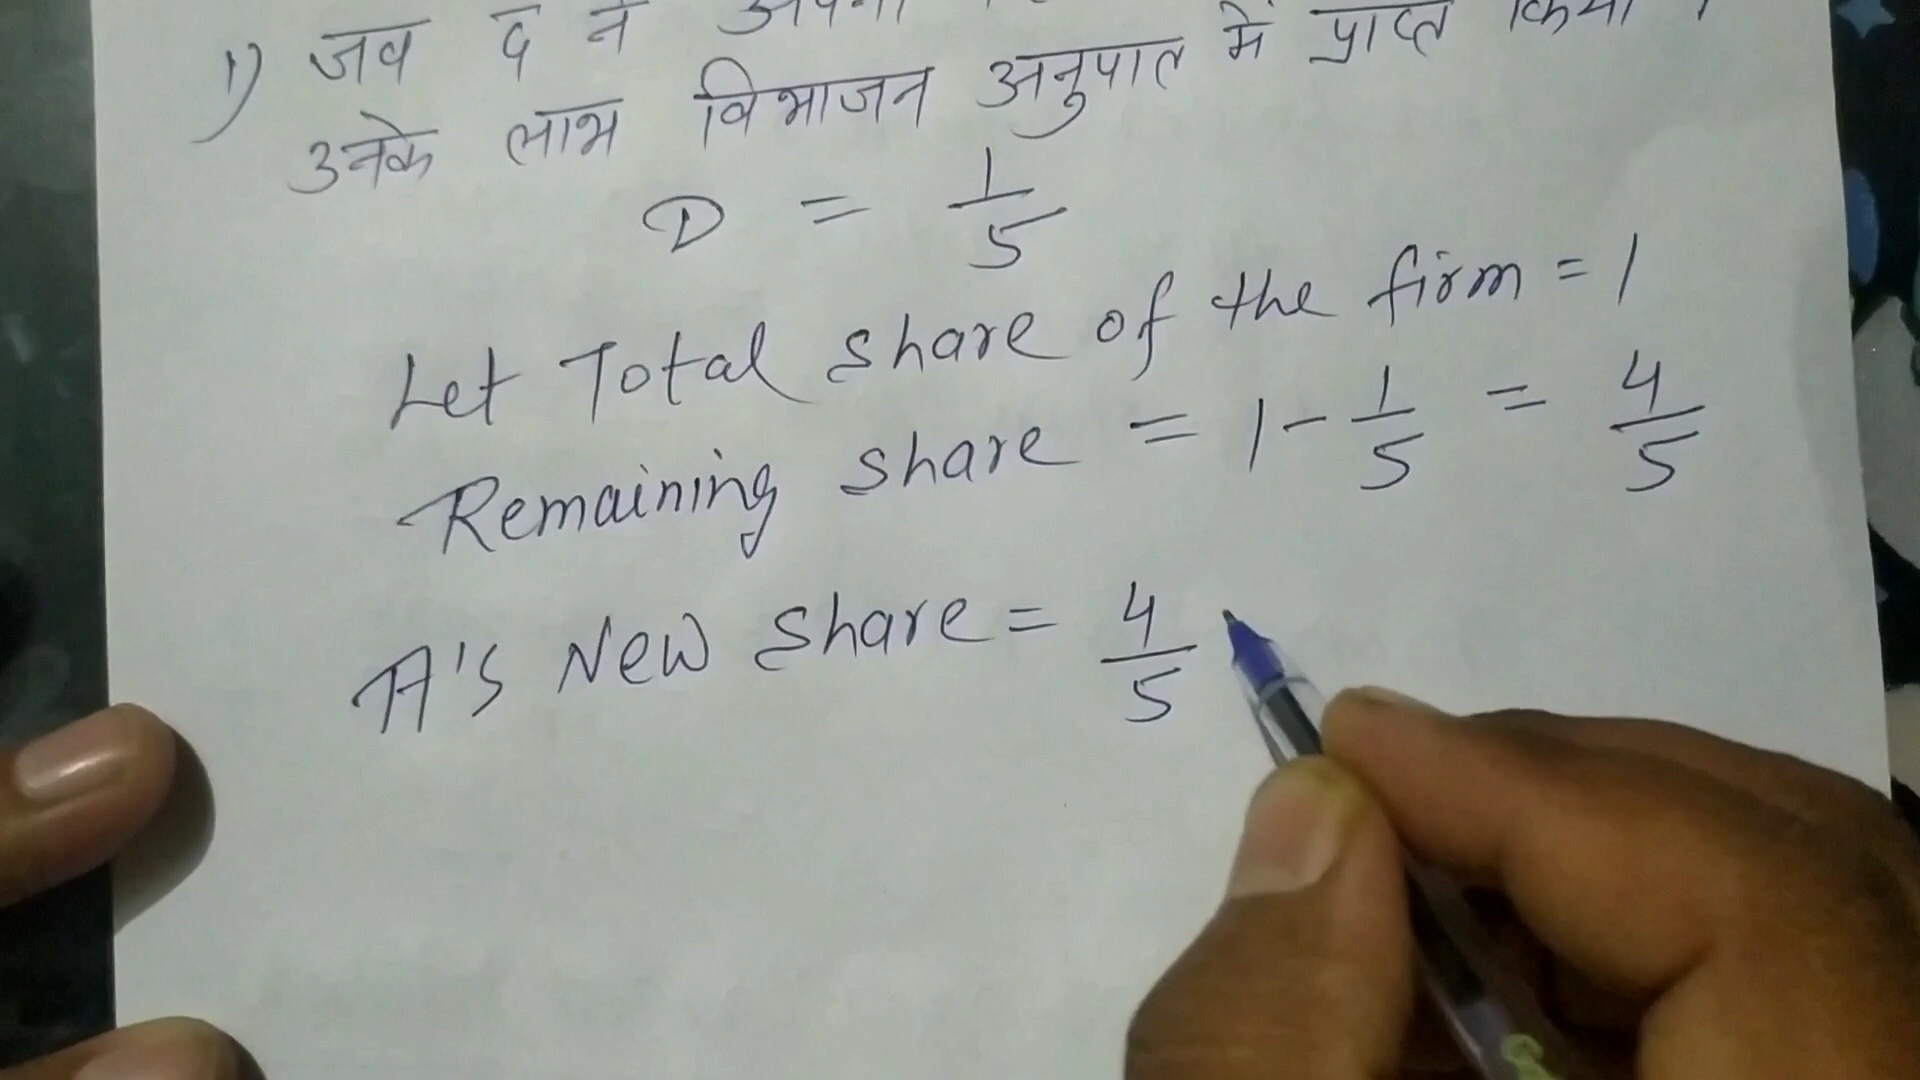 1) जब द ने अपना में प्राप्त किया ।
उनके लाभ विभाजन अनुपात
D = 1/5
Let Total share of the firm = 1
Remaining share = 1 - 1/5 = 4/5
A's New share = 4/5